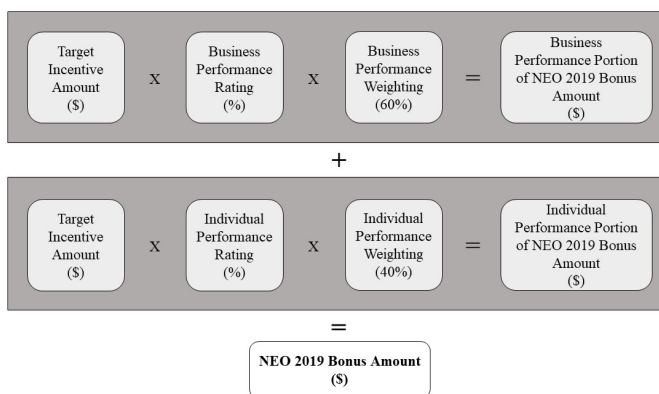 Target
Incentive
Amount
($)
X
Business
Performance
Rating
(%)
X
Business
Performance
Weighting
(60%)
=
Business
Performance Portion
of NEO 2019 Bonus
Amount
($)
+
Target
Incentive
Amount
($)
X
Individual
Performance
Rating
(%)
X
Individual
Performance
Weighting
(40%)
=
Individual
Performance Portion
of NEO 2019 Bonus
Amount
($)
=
NEO 2019 Bonus Amount
($)